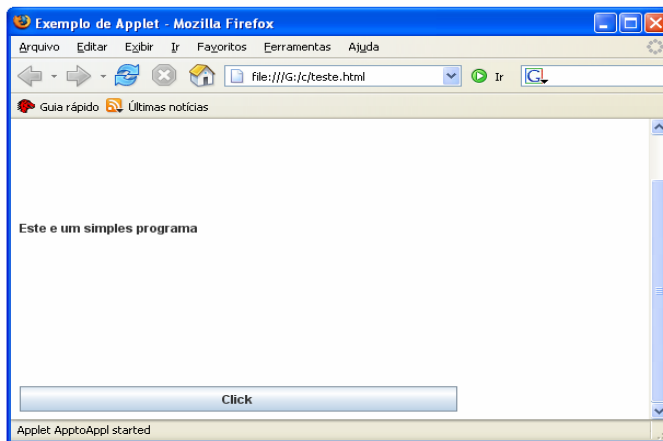 Exemplo de Applet - Mozilla Firefox
Arquivo Editar Exibir Ir Favoritos Ferramentas Ajuda
file:///G:/c/teste.html Ir G
Guia rápido Últimas notícias
Este e um simples programa
Click
Applet ApptoAppl started